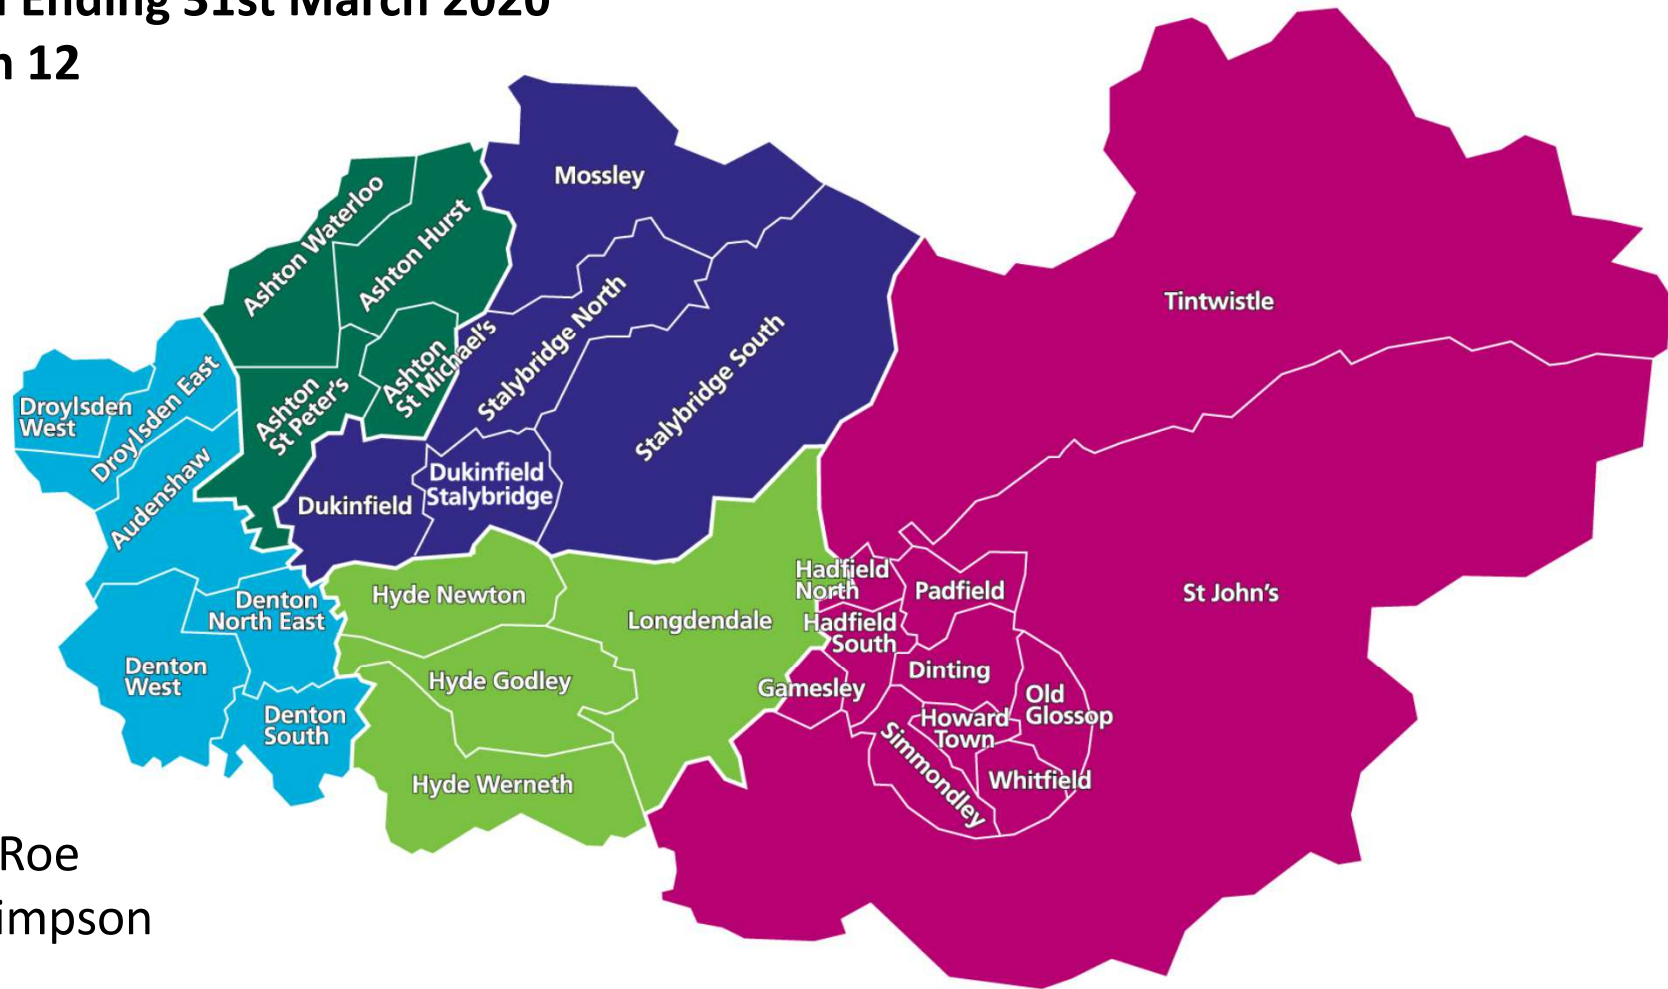 Ending 31st March 2020
12
Mossley
Ashton Waterloo
Ashton Hurst
Tintwistle
Stalybridge North
Ashton
St Michael's
Stalybridge South
Droylsden
West
Droylsden East
Ashton
St Peter's
Audenshaw
Dukinfield
Dukinfield
Stalybridge
Hadfield
North
Padfield
St John's
Hyde Newton
Denton
North East
Longdendale
Hadfield
South
Denton
West
Hyde Godley
Gamesley
Dinting
Old
Glossop
Denton
South
Howard
Town
Simmondley
Whitfield
Hyde Werneth
Roe
impson